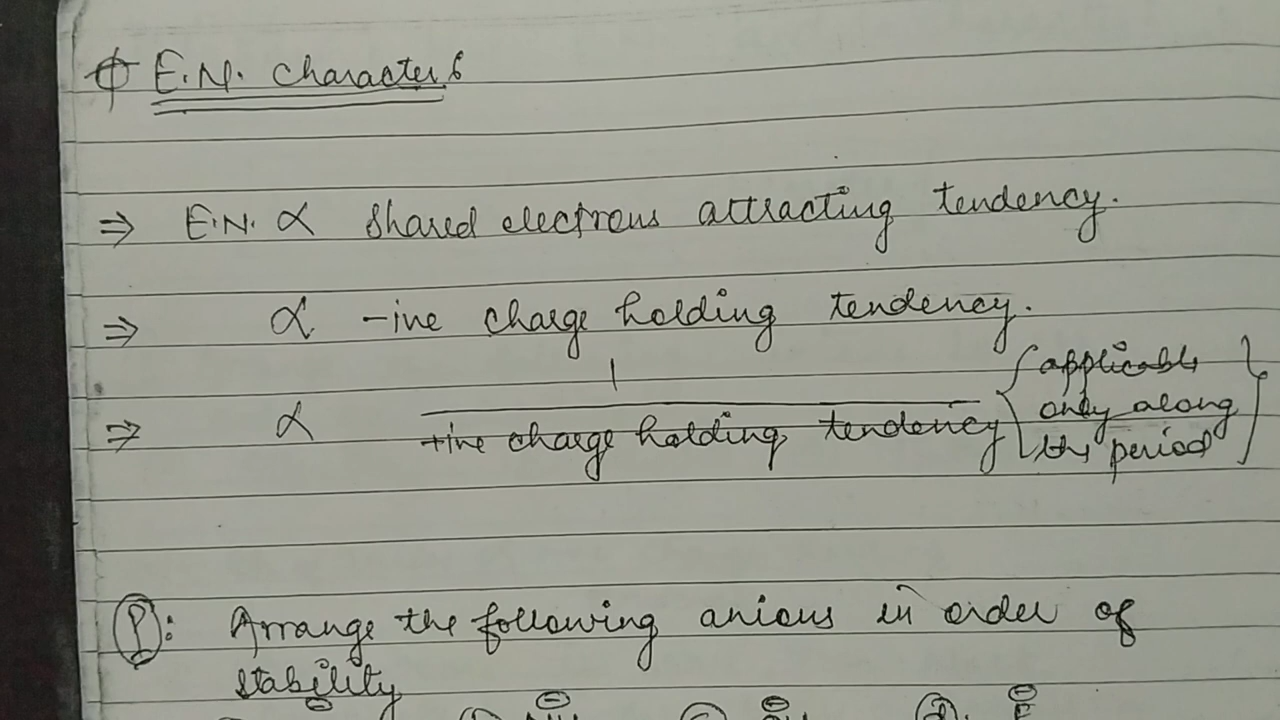 E.N. Character :
⇒ E.N. ∝ shared electrons attracting tendency.
⇒ ∝ -ive charge holding tendency.
⇒ ∝ 1 / +ive charge holding tendency { applicable
only along
the period }
(P): Arrange the following anions in order of
stability